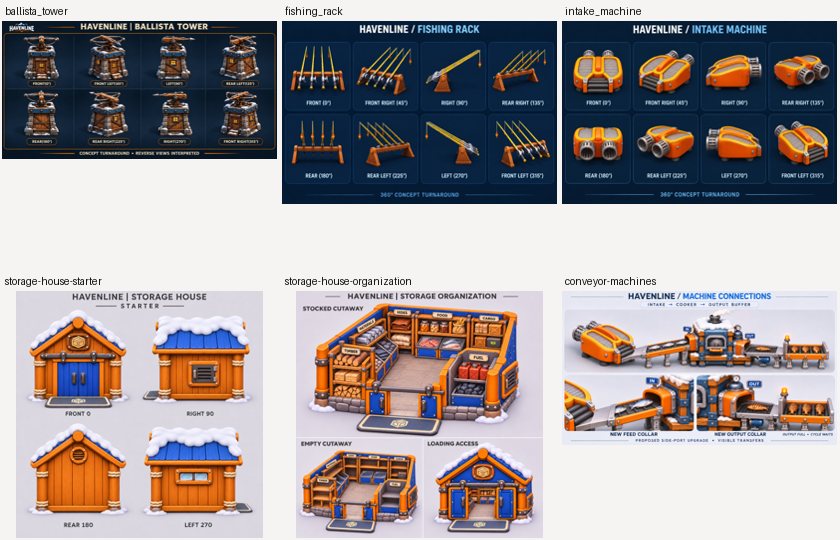 ballista_tower
HAVENLINE
HAVENLINE | BALLISTA TOWER
FRONT(0°)
FRONT LEFT(45°)
LEFT(90°)
REAR LEFT(135°)
REAR(180°)
REAR RIGHT(225°)
RIGHT(270°)
FRONT RIGHT(315°)
CONCEPT TURNAROUND • REVERSE VIEWS INTERPRETED
fishing_rack
HAVENLINE / FISHING RACK
FRONT (0°)
FRONT RIGHT (45°)
RIGHT (90°)
REAR RIGHT (135°)
REAR (180°)
REAR LEFT (225°)
LEFT (270°)
FRONT LEFT (315°)
360° CONCEPT TURNAROUND
intake_machine
HAVENLINE / INTAKE MACHINE
FRONT (0°)
FRONT RIGHT (45°)
RIGHT (90°)
REAR RIGHT (135°)
REAR (180°)
REAR LEFT (225°)
LEFT (270°)
FRONT LEFT (315°)
360° CONCEPT TURNAROUND
storage-house-starter
HAVENLINE | STORAGE HOUSE
STARTER
FRONT 0
RIGHT 90
REAR 180
LEFT 270
storage-house-organization
HAVENLINE | STORAGE ORGANIZATION
STOCKED CUTAWAY
FOOD
CARGO
TIMBER
FUEL
EMPTY CUTAWAY
LOADING ACCESS
conveyor-machines
HAVENLINE / MACHINE CONNECTIONS
INTAKE → COOKER → OUTPUT BUFFER
IN
OUT
NEW FEED COLLAR
NEW OUTPUT COLLAR
OUTPUT FULL • CYCLE WAITS
PROPOSED SIDE-PORT UPGRADE • VISIBLE TRANSFERS